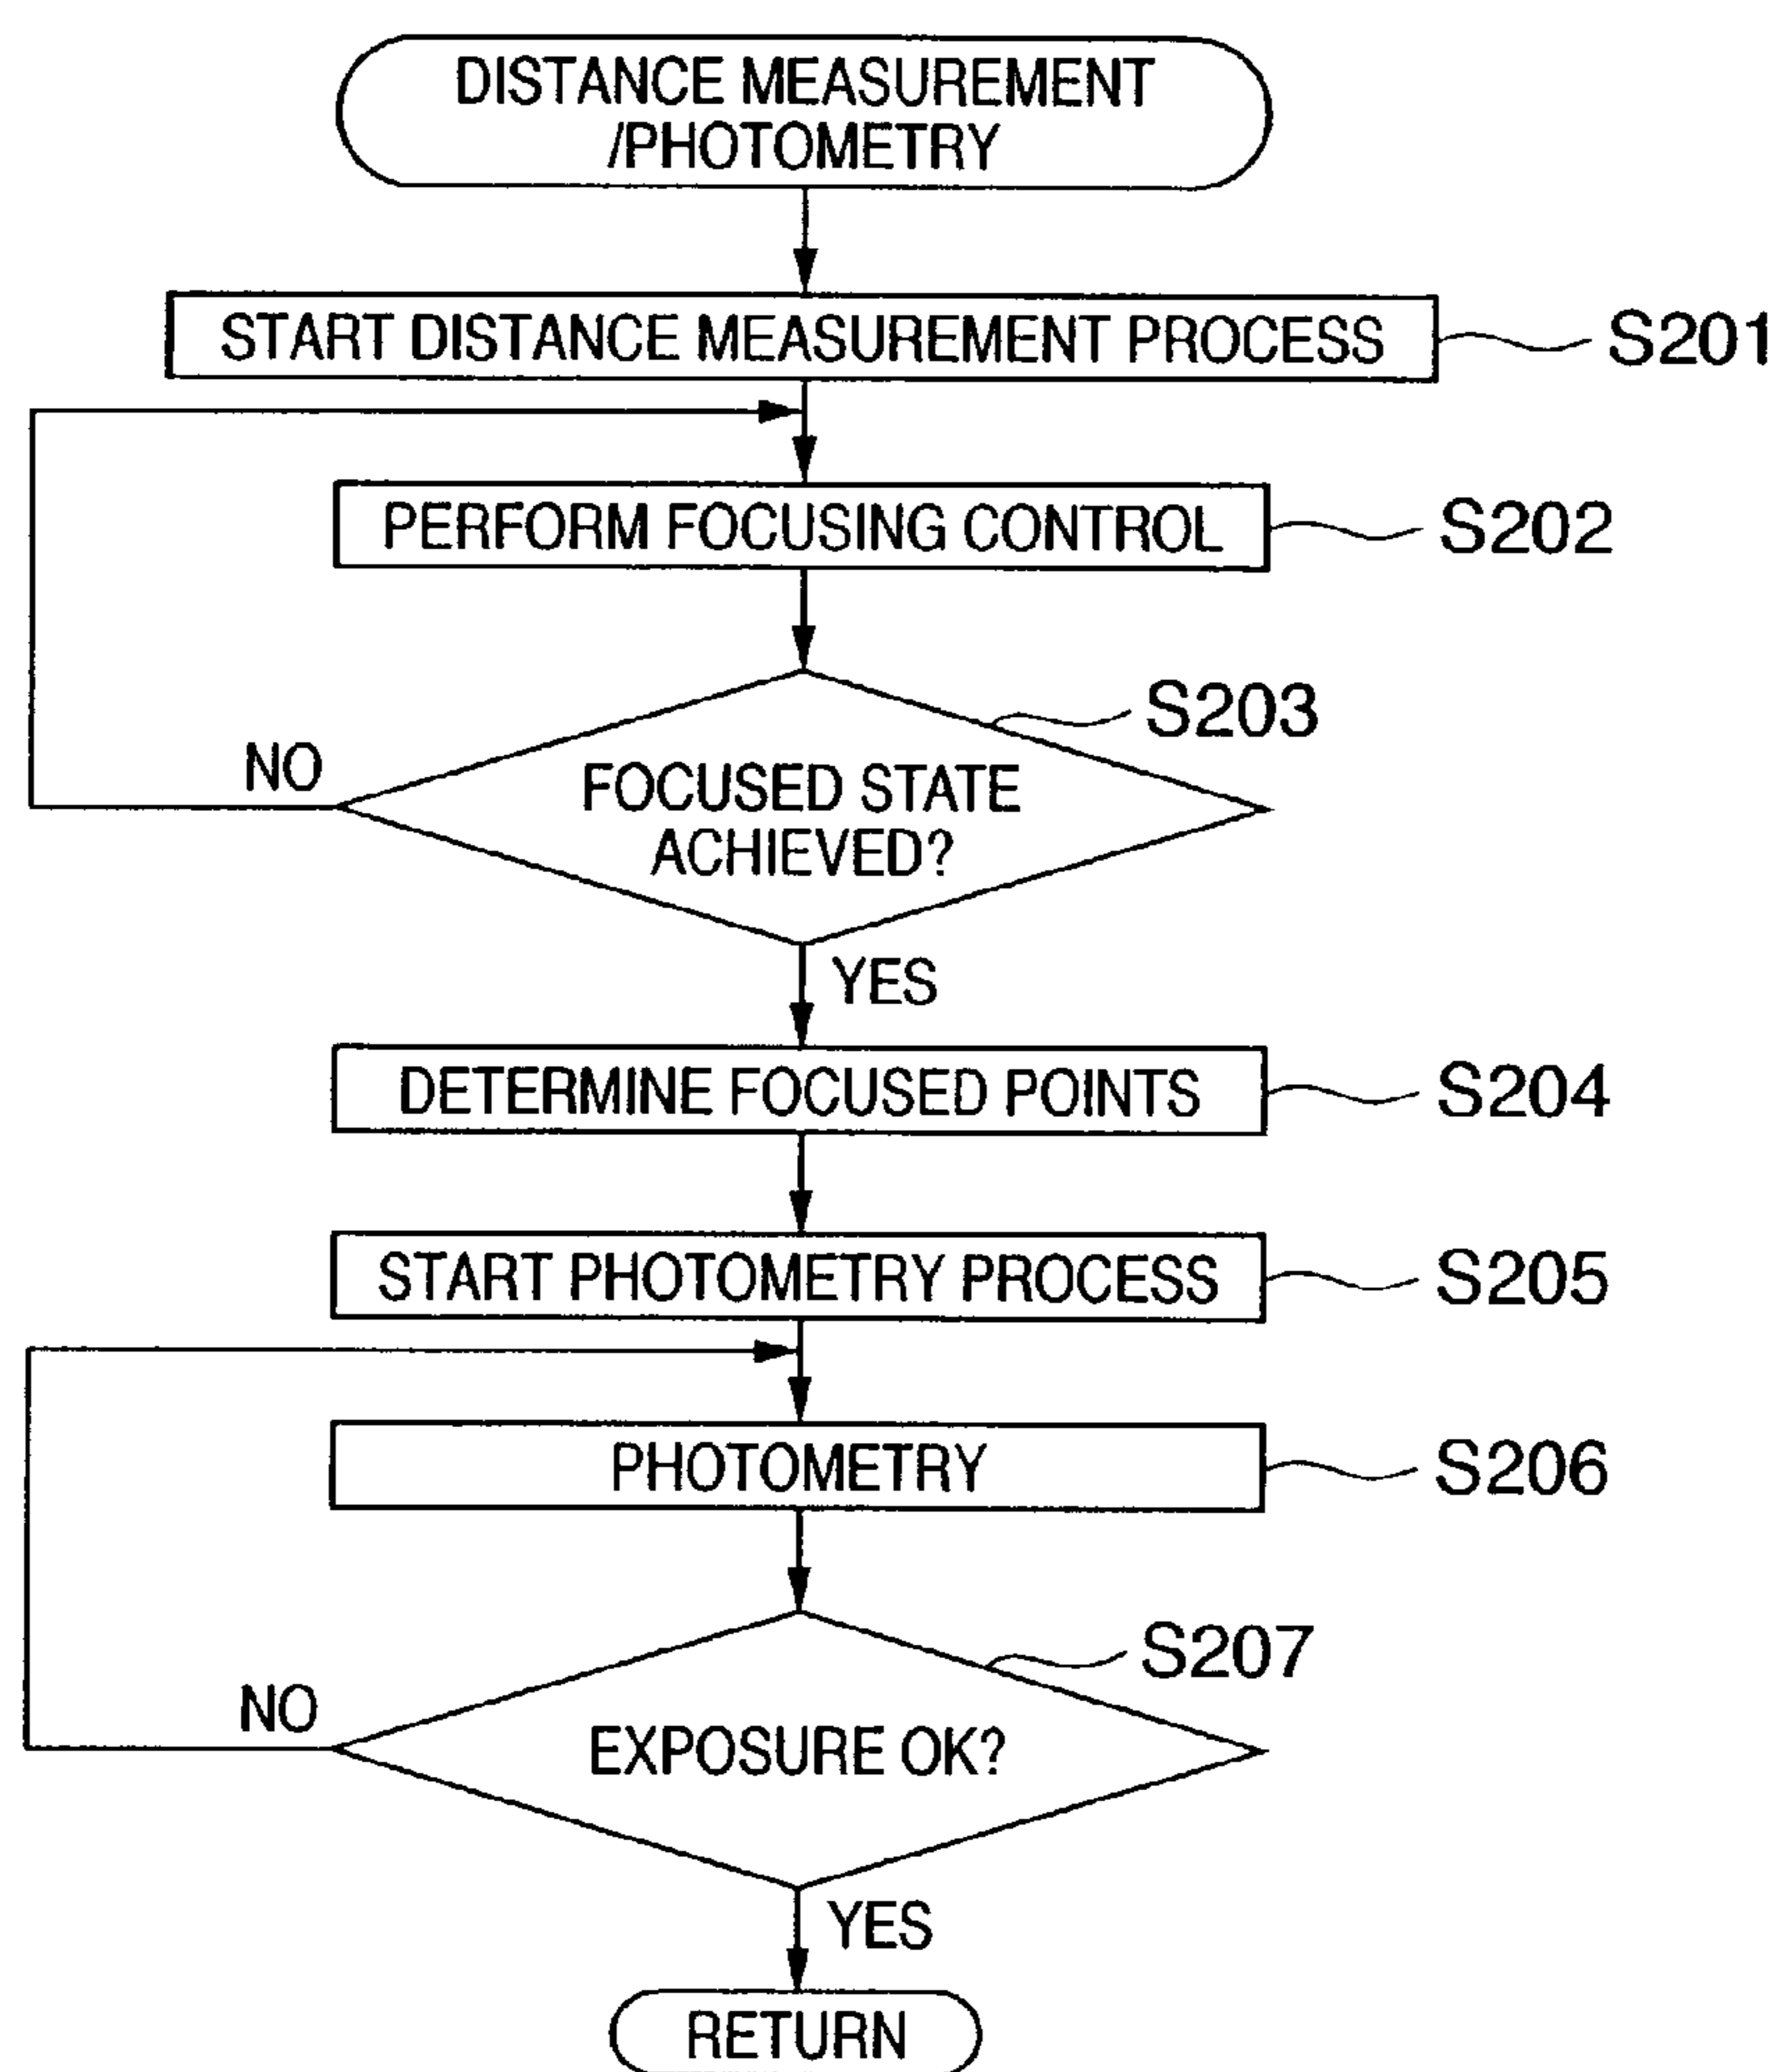 DISTANCE MEASUREMENT
/PHOTOMETRY
START DISTANCE MEASUREMENT PROCESS
S201
PERFORM FOCUSING CONTROL
S202
S203
NO
FOCUSED STATE
ACHIEVED?
YES
DETERMINE FOCUSED POINTS
S204
START PHOTOMETRY PROCESS
S205
PHOTOMETRY
S206
S207
NO
EXPOSURE OK?
YES
RETURN